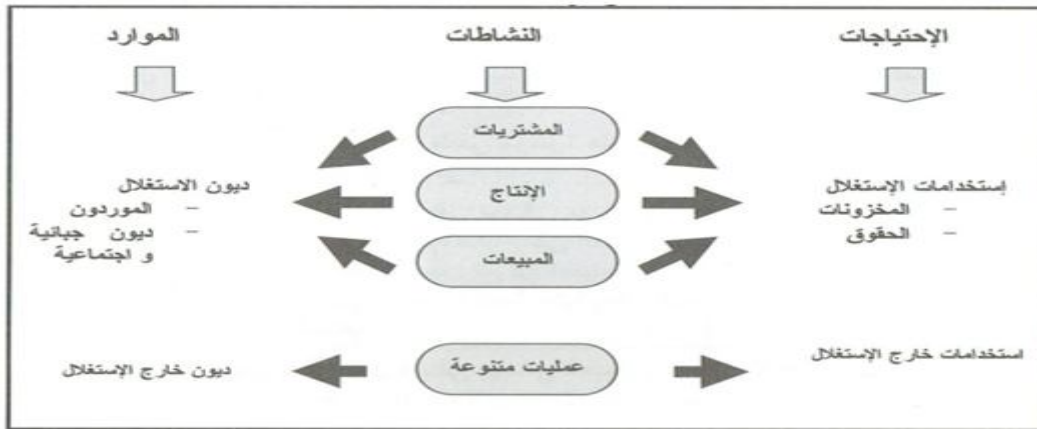 الإحتياجات
النشاطات
الموارد
المشتريات
الإنتاج
المبيعات
إستخدامات الإستغلال
– المخزونات
– الحقوق
ديون الاستغلال
– الموردون
– ديون جبائية
و اجتماعية
عمليات متنوعة
استخدامات خارج الإستغلال
ديون خارج الإستغلال